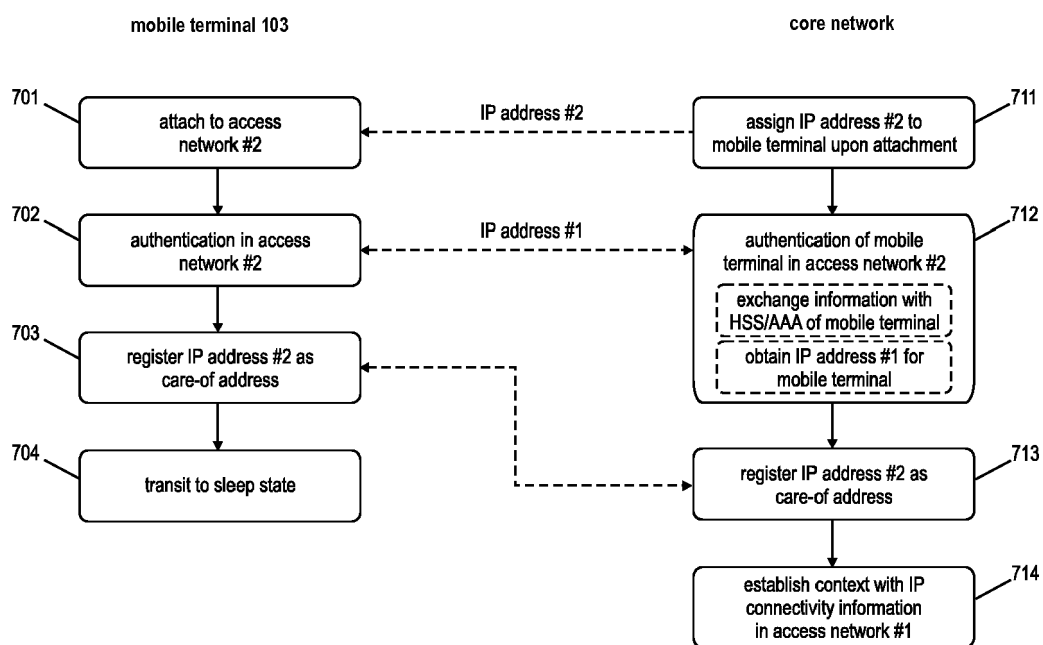 mobile terminal 103
core network
701
attach to access
network #2
IP address #2
711
assign IP address #2 to
mobile terminal upon attachment
702
authentication in access
network #2
IP address #1
712
authentication of mobile
terminal in access network #2
exchange information with
HSS/AAA of mobile terminal
obtain IP address #1 for
mobile terminal
703
register IP address #2 as
care-of address
704
transit to sleep state
713
register IP address #2 as
care-of address
714
establish context with IP
connectivity information
in access network #1